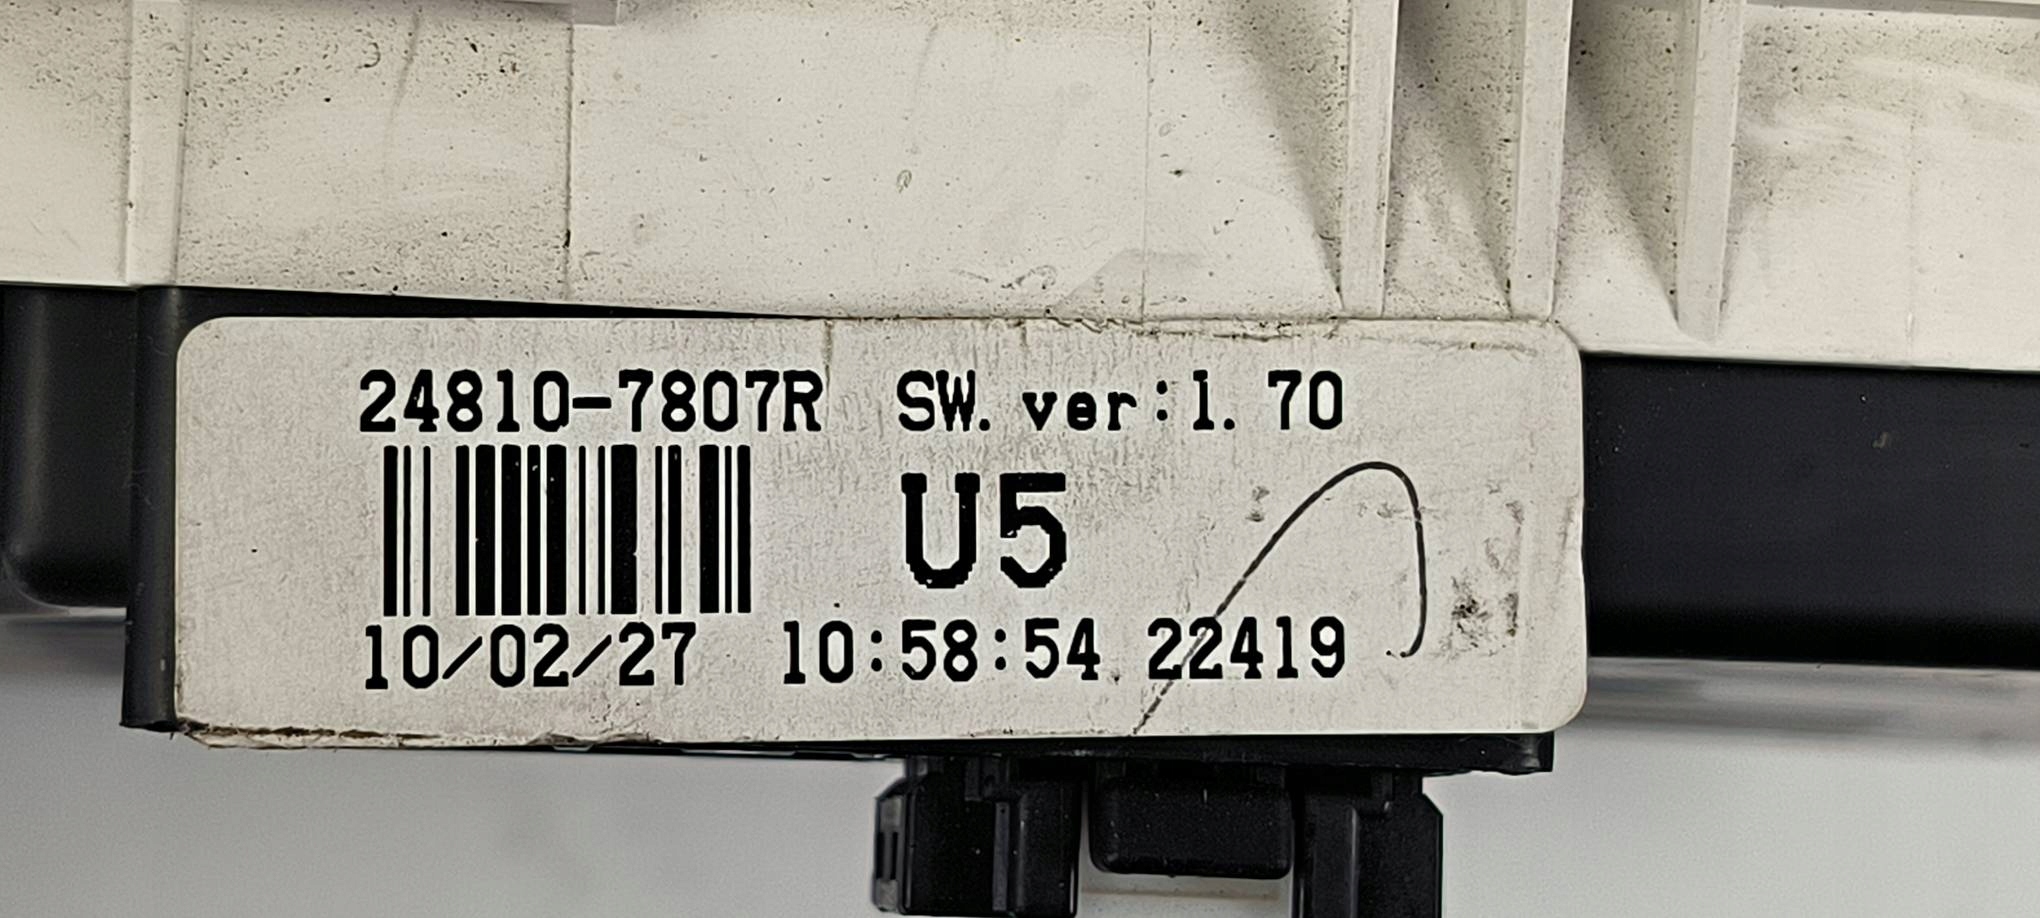 24810-7807R SW. ver:1. 70
U5
10/02/27 10:58:54 22419